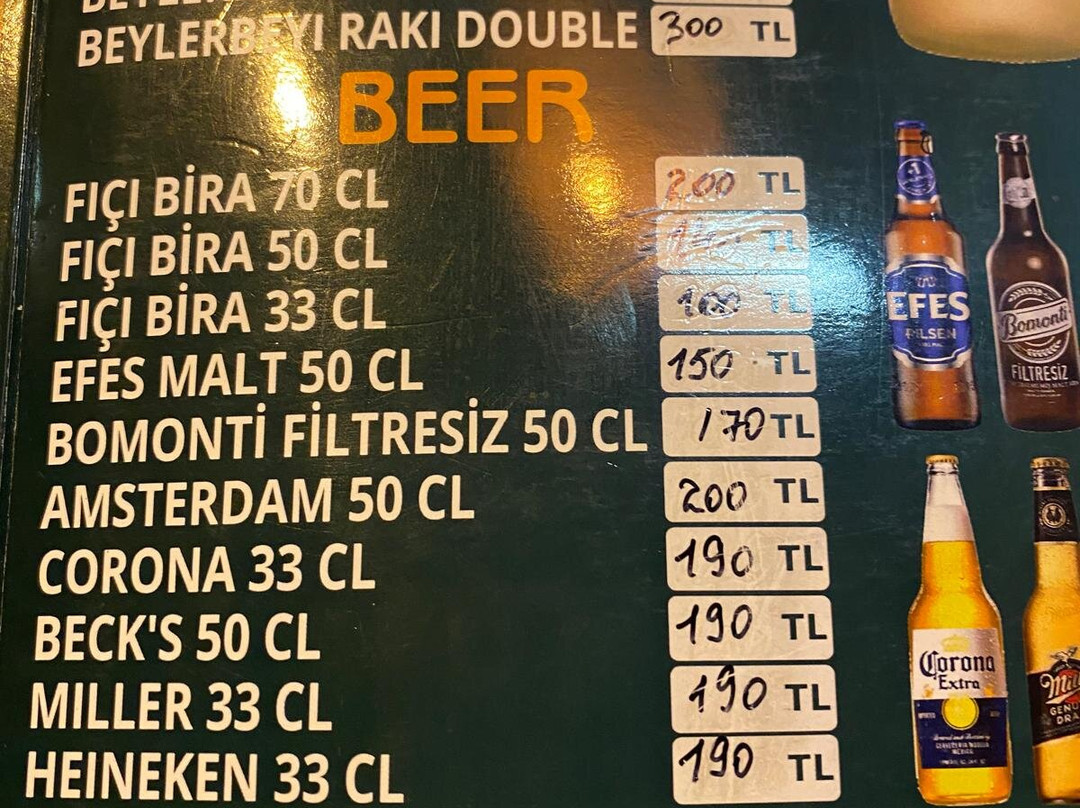 BEYLERBEYI RAKI DOUBLE 300 TL
BEER
FIÇI BİRA 70 CL 200 TL
FIÇI BİRA 50 CL TL
FIÇI BİRA 33 CL 100 TL
EFES MALT 50 CL 150 TL
BOMONTİ FİLTRESİZ 50 CL 170 TL
AMSTERDAM 50 CL 200 TL
CORONA 33 CL 190 TL
BECK'S 50 CL 190 TL
MILLER 33 CL 190 TL
HEINEKEN 33 CL 190 TL
EFES
PILSEN
Bomonti
FİLTRESİZ
Corona
Extra